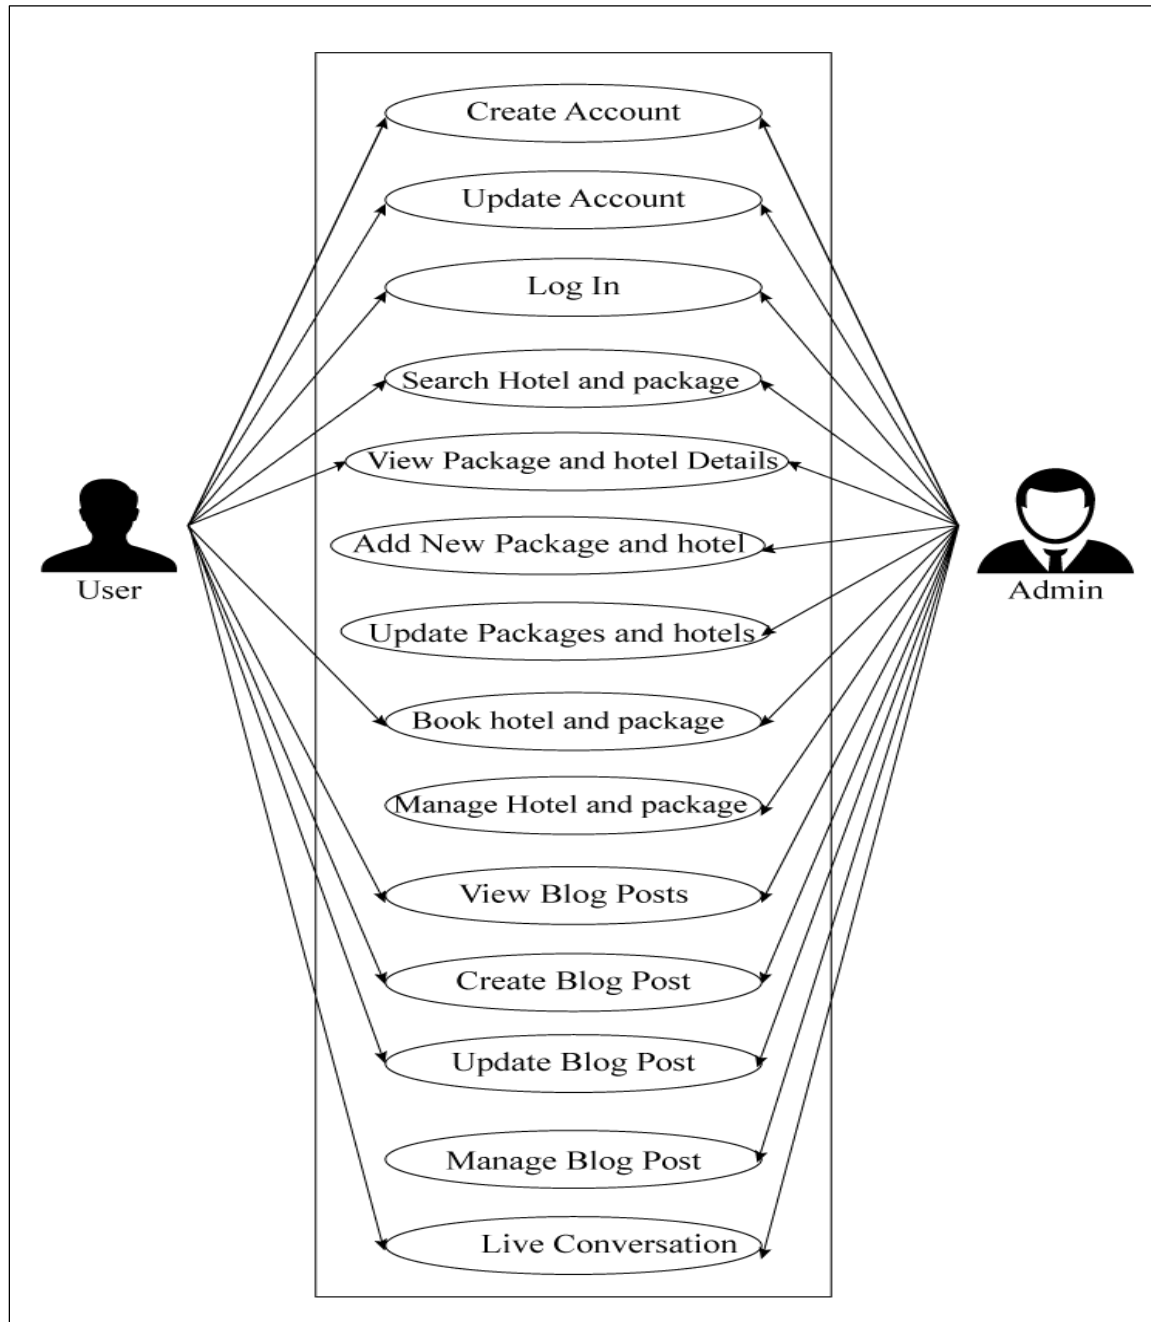 Create Account
Update Account
Log In
Search Hotel and package
View Package and hotel Details
Add New Package and hotel
User
Admin
Update Packages and hotels
Book hotel and package
Manage Hotel and package
View Blog Posts
Create Blog Post
Update Blog Post
Manage Blog Post
Live Conversation